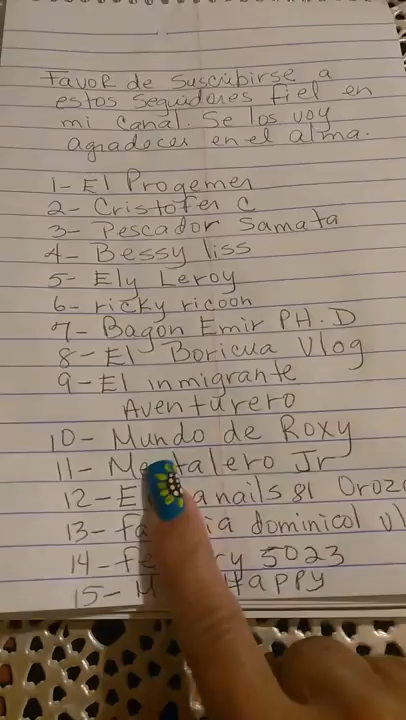 Favor de suscribirse a
estos seguidores fiel en
mi canal. Se los voy
agradecer en el alma.
1- El Progemer
2- Cristofer C
3- Pescador Samata
4- Bessy liss
5- Ely Leroy
6- ricky ricoon
7- Bagon Emir PH.D
8- El Boricua Vlog
9- El inmigrante
Aventurero
10- Mundo de Roxy
11- Metalero Jr
12- anails 81
13- dominicol
14- 5023
15- Happy